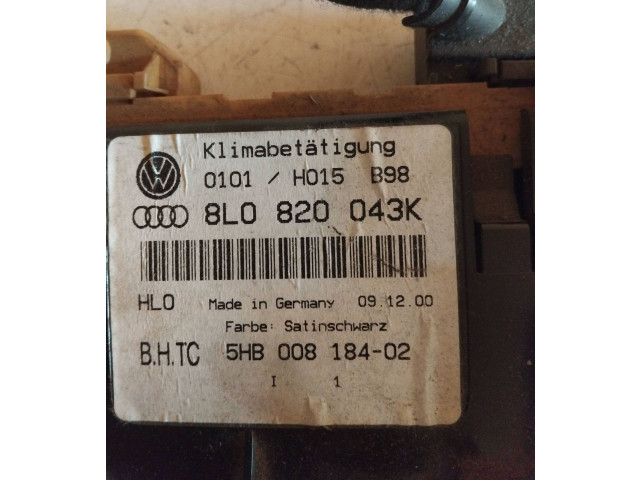 Klimabetätigung
0101 / H015 B98
8L0 820 043K
HLO Made in Germany 09.12.00
Farbe: Satinschwarz
B.H.TC 5HB 008 184-02
I 1